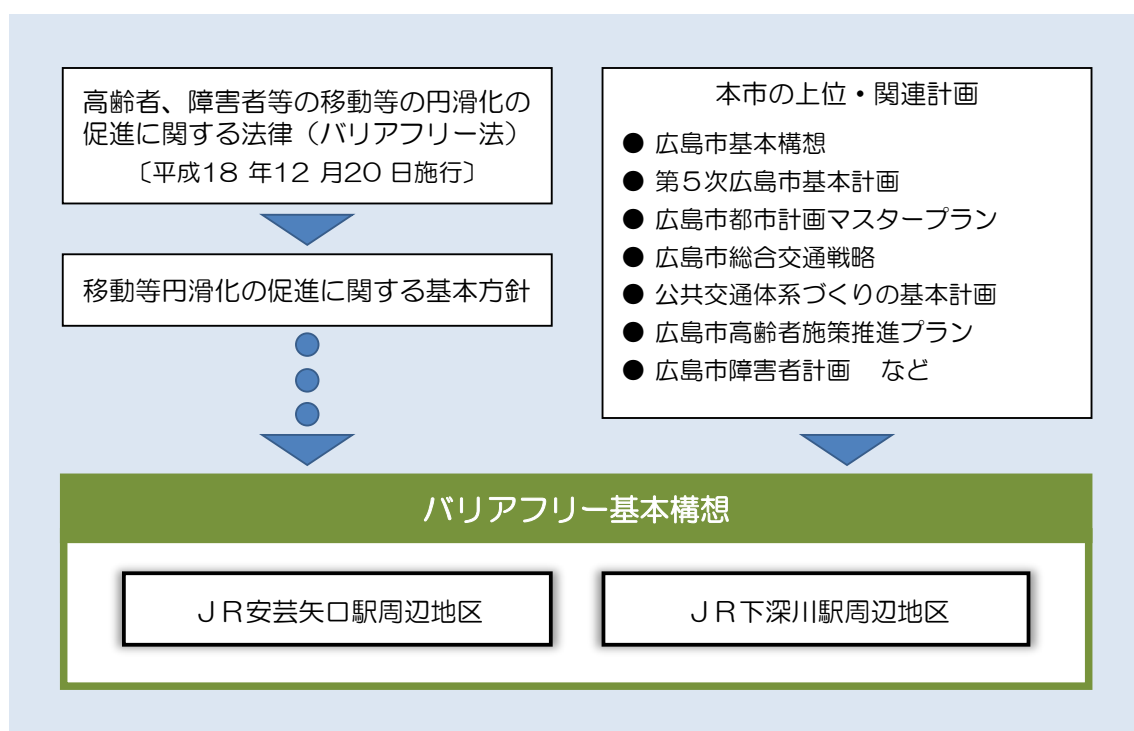 高齢者、障害者等の移動等の円滑化の
促進に関する法律（バリアフリー法）
〔平成18 年12 月20 日施行〕
移動等円滑化の促進に関する基本方針
本市の上位・関連計画
● 広島市基本構想
● 第５次広島市基本計画
● 広島市都市計画マスタープラン
● 広島市総合交通戦略
● 公共交通体系づくりの基本計画
● 広島市高齢者施策推進プラン
● 広島市障害者計画　など
バリアフリー基本構想
ＪＲ安芸矢口駅周辺地区
ＪＲ下深川駅周辺地区